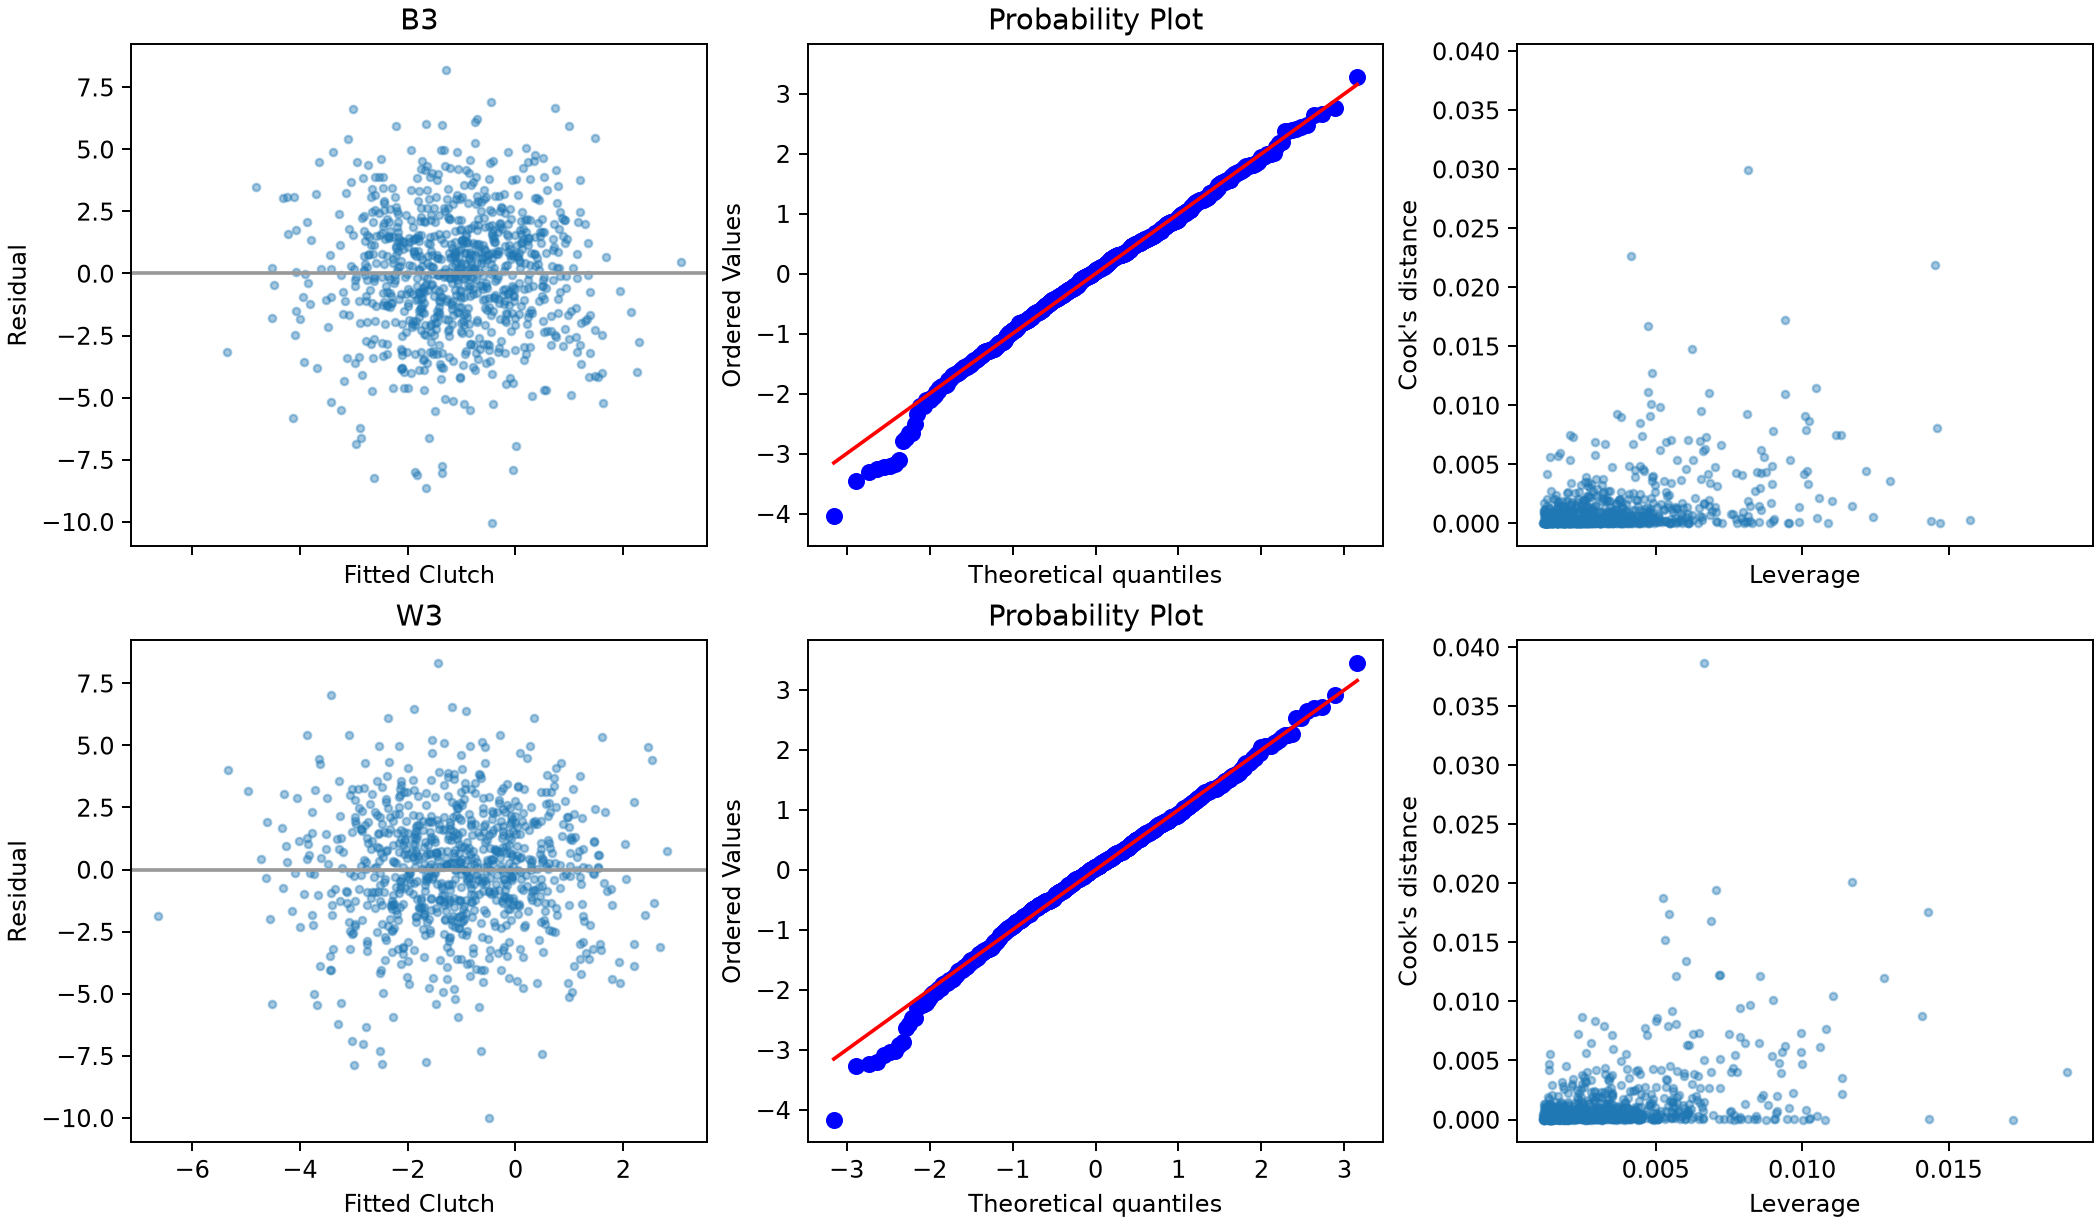 B3
Probability Plot
7.5
5.0
2.5
0.0
−2.5
−5.0
−7.5
−10.0
Residual
Fitted Clutch
3
2
1
0
−1
−2
−3
−4
Ordered Values
Theoretical quantiles
0.040
0.035
0.030
0.025
0.020
0.015
0.010
0.005
0.000
Cook's distance
Leverage
W3
Probability Plot
7.5
5.0
2.5
0.0
−2.5
−5.0
−7.5
−10.0
Residual
−6 −4 −2 0 2
Fitted Clutch
3
2
1
0
−1
−2
−3
−4
Ordered Values
−3 −2 −1 0 1 2 3
Theoretical quantiles
0.040
0.035
0.030
0.025
0.020
0.015
0.010
0.005
0.000
Cook's distance
0.005 0.010 0.015
Leverage